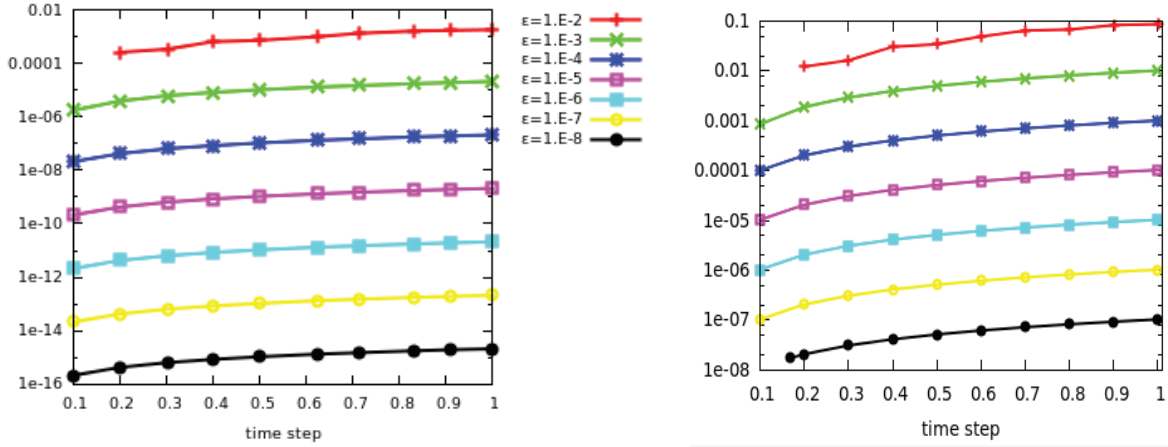 0.01
0.0001
1e-06
1e-08
1e-10
1e-12
1e-14
1e-16
0.1 0.2 0.3 0.4 0.5 0.6 0.7 0.8 0.9 1
time step
ε=1.E-2
ε=1.E-3
ε=1.E-4
ε=1.E-5
ε=1.E-6
ε=1.E-7
ε=1.E-8
0.1
0.01
0.001
0.0001
1e-05
1e-06
1e-07
1e-08
0.1 0.2 0.3 0.4 0.5 0.6 0.7 0.8 0.9 1
time step